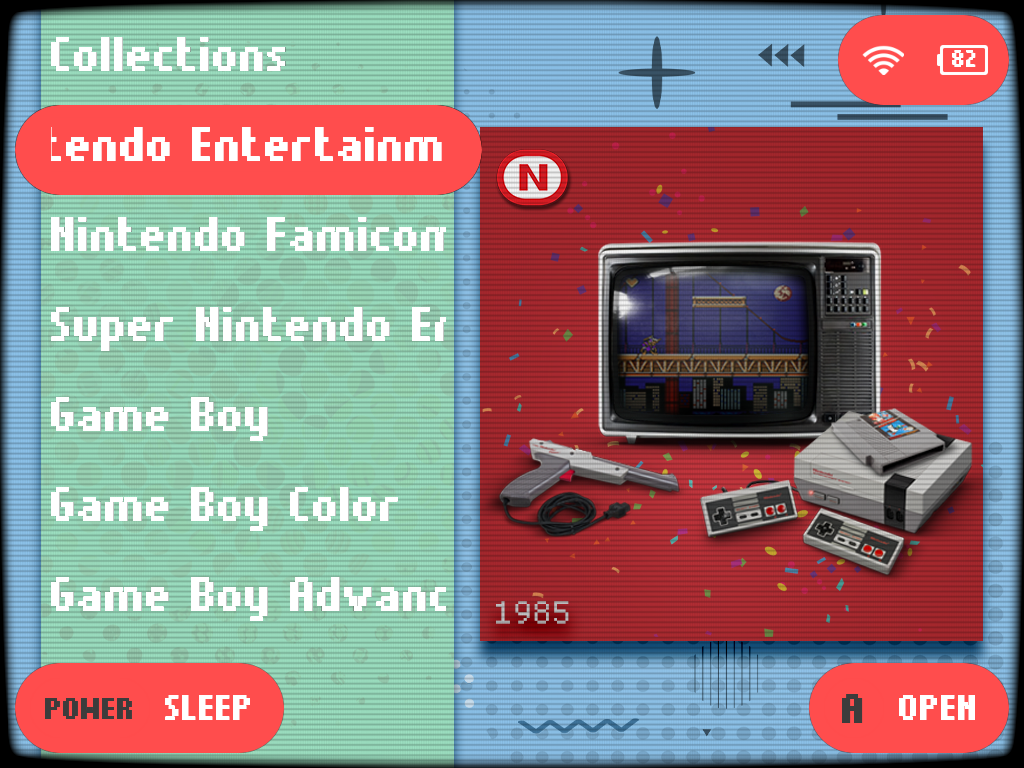 Collections
82
tendo Entertainm
N
Nintendo Famicom
Super Nintendo Er
Game Boy
Game Boy Color
Game Boy Advanc
1985
POWER SLEEP
A OPEN